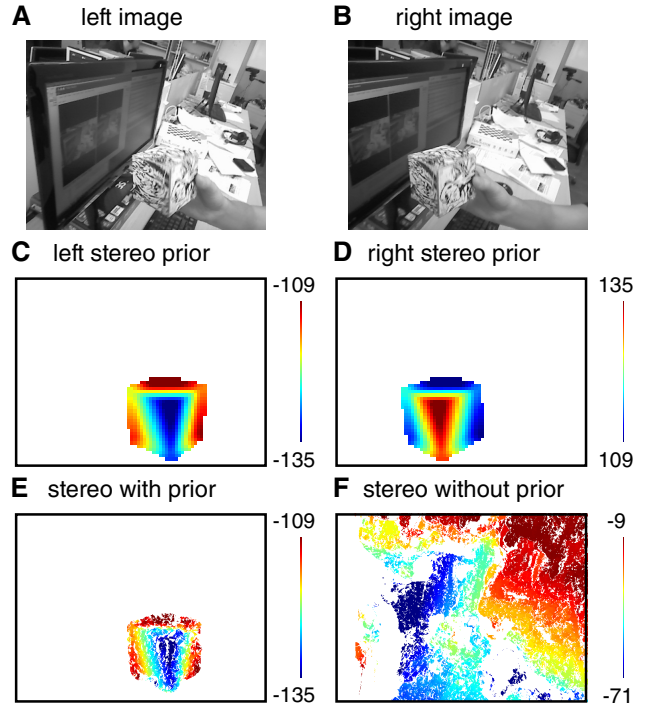 A left image
B right image
C left stereo prior
D right stereo prior
-109
-135
135
109
E stereo with prior
F stereo without prior
-109
-135
-9
-71